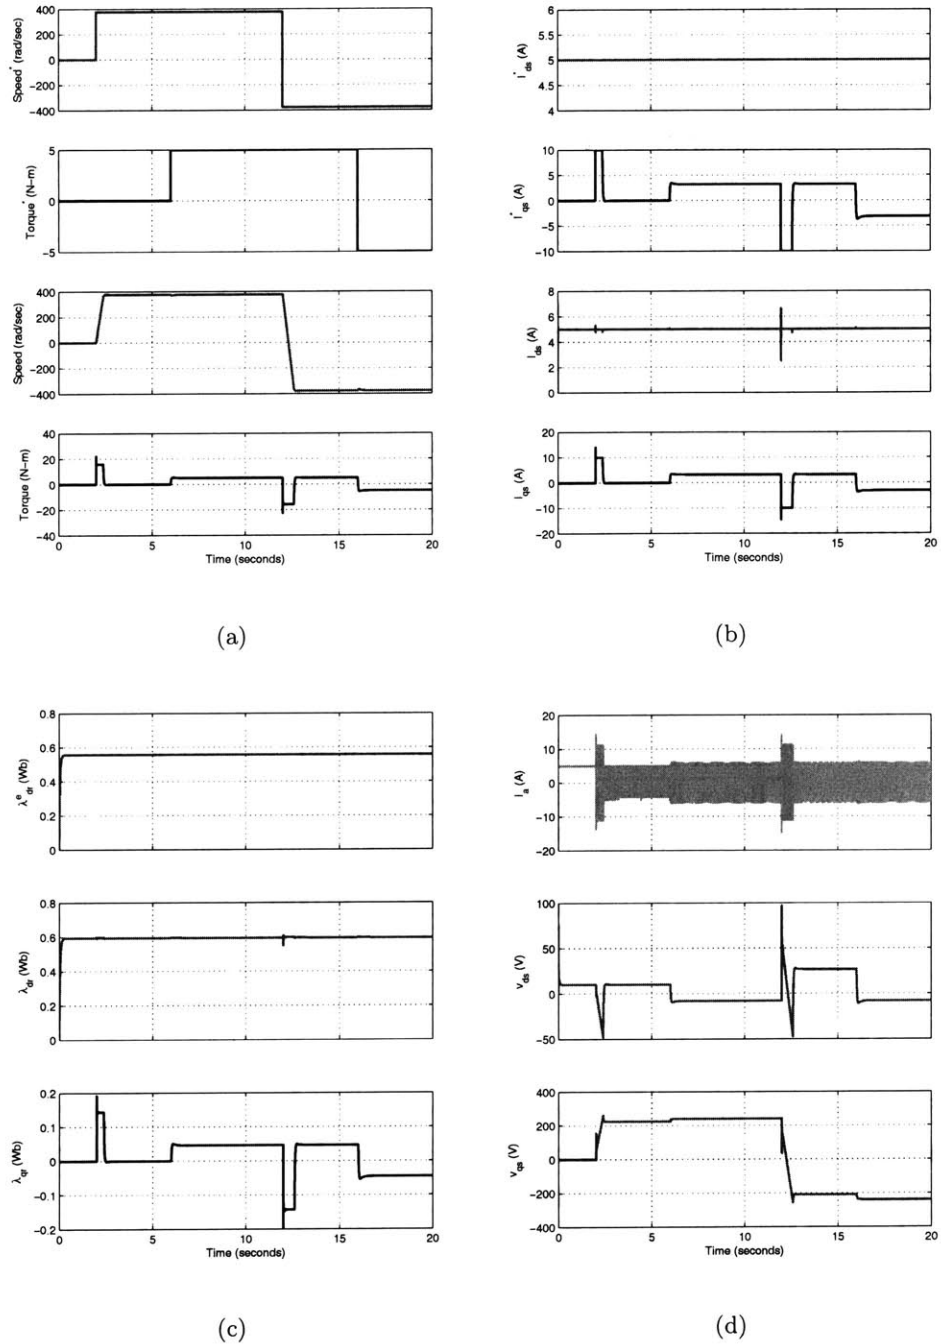 400
200
0
−200
−400
Speed* (rad/sec)
5
0
−5
Torque* (N−m)
400
200
0
−200
−400
Speed (rad/sec)
40
20
0
−20
−40
Torque (N−m)
0 5 10 15 20
Time (seconds)
(a)
6
5.5
5
4.5
4
I*ds (A)
10
5
0
−5
−10
I*qs (A)
8
6
4
2
0
Ids (A)
20
10
0
−10
−20
Iqs (A)
0 5 10 15 20
Time (seconds)
(b)
0.8
0.6
0.4
0.2
0
λedr (Wb)
0.8
0.6
0.4
0.2
0
λdr (Wb)
0.2
0.1
0
−0.1
−0.2
λqr (Wb)
0 5 10 15 20
Time (seconds)
(c)
20
10
0
−10
−20
Ia (A)
100
50
0
−50
vds (V)
400
200
0
−200
−400
vqs (V)
0 5 10 15 20
Time (seconds)
(d)